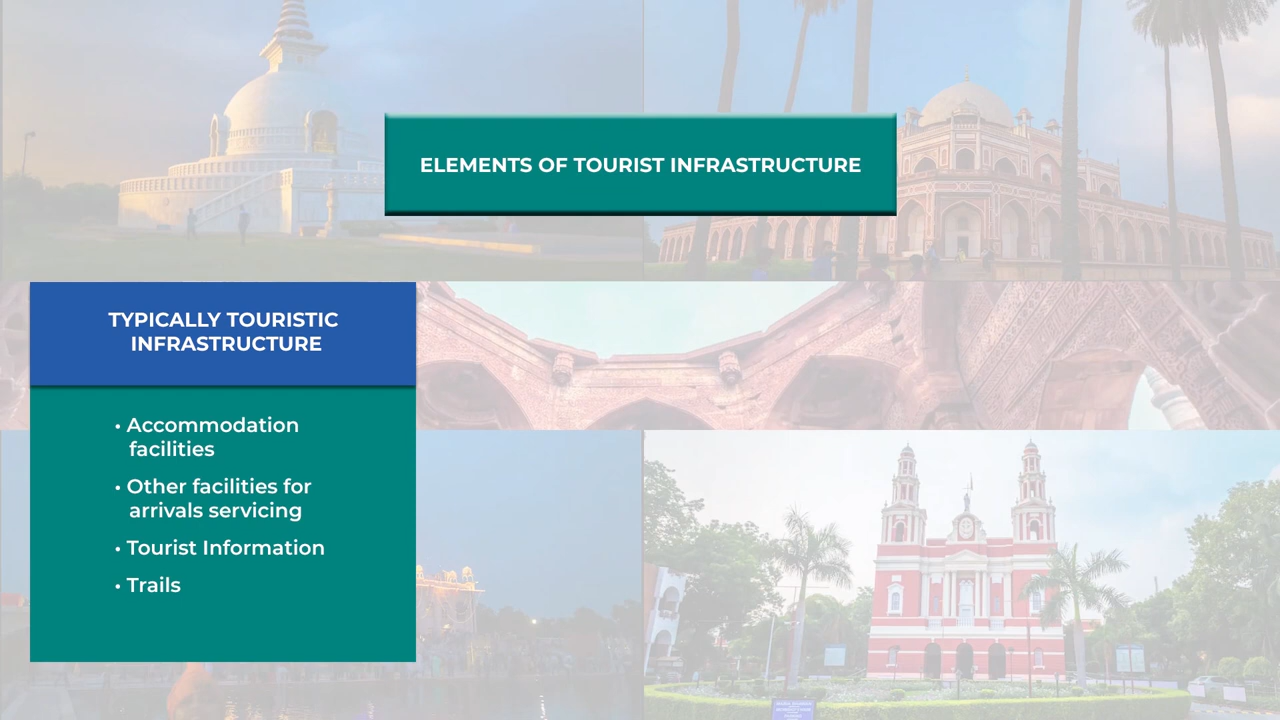 ELEMENTS OF TOURIST INFRASTRUCTURE
TYPICALLY TOURISTIC
INFRASTRUCTURE
• Accommodation
facilities
• Other facilities for
arrivals servicing
• Tourist Information
• Trails